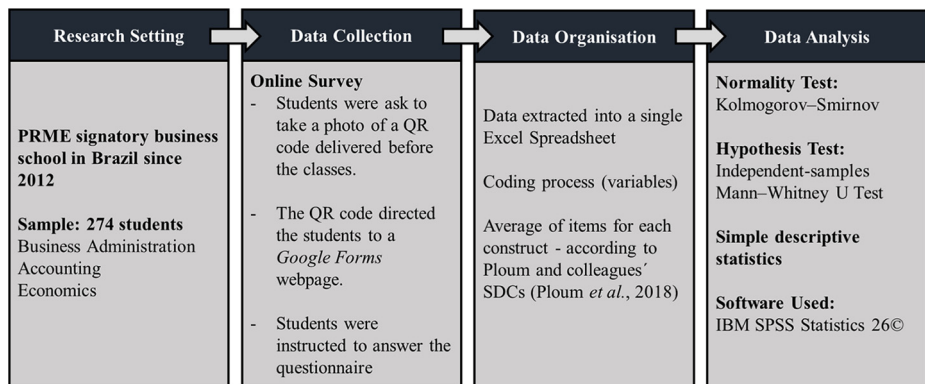 Research Setting
Data Collection
Data Organisation
Data Analysis
PRME signatory business
school in Brazil since
2012
Sample: 274 students
Business Administration
Accounting
Economics
Online Survey
- Students were ask to
take a photo of a QR
code delivered before
the classes.
- The QR code directed
the students to a
Google Forms
webpage.
- Students were
instructed to answer the
questionnaire
Data extracted into a single
Excel Spreadsheet
Coding process (variables)
Average of items for each
construct - according to
Ploum and colleagues´
SDCs (Ploum et al., 2018)
Normality Test:
Kolmogorov–Smirnov
Hypothesis Test:
Independent-samples
Mann–Whitney U Test
Simple descriptive
statistics
Software Used:
IBM SPSS Statistics 26©